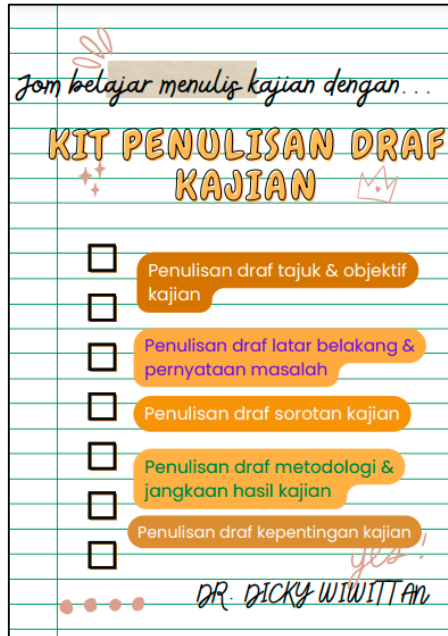 Jom belajar menulis kajian dengan...
KIT PENULISAN DRAF
KAJIAN
Penulisan draf tajuk & objektif
kajian
Penulisan draf latar belakang &
pernyataan masalah
Penulisan draf sorotan kajian
Penulisan draf metodologi &
jangkaan hasil kajian
Penulisan draf kepentingan kajian
yes!
DR. DICKY WIWITTAN